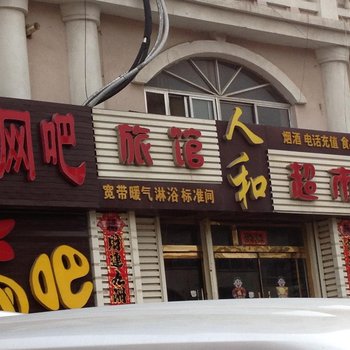 网吧 旅馆 人和 超市
宽带暖气 淋浴 标准间
烟酒 电话充值 食
网吧